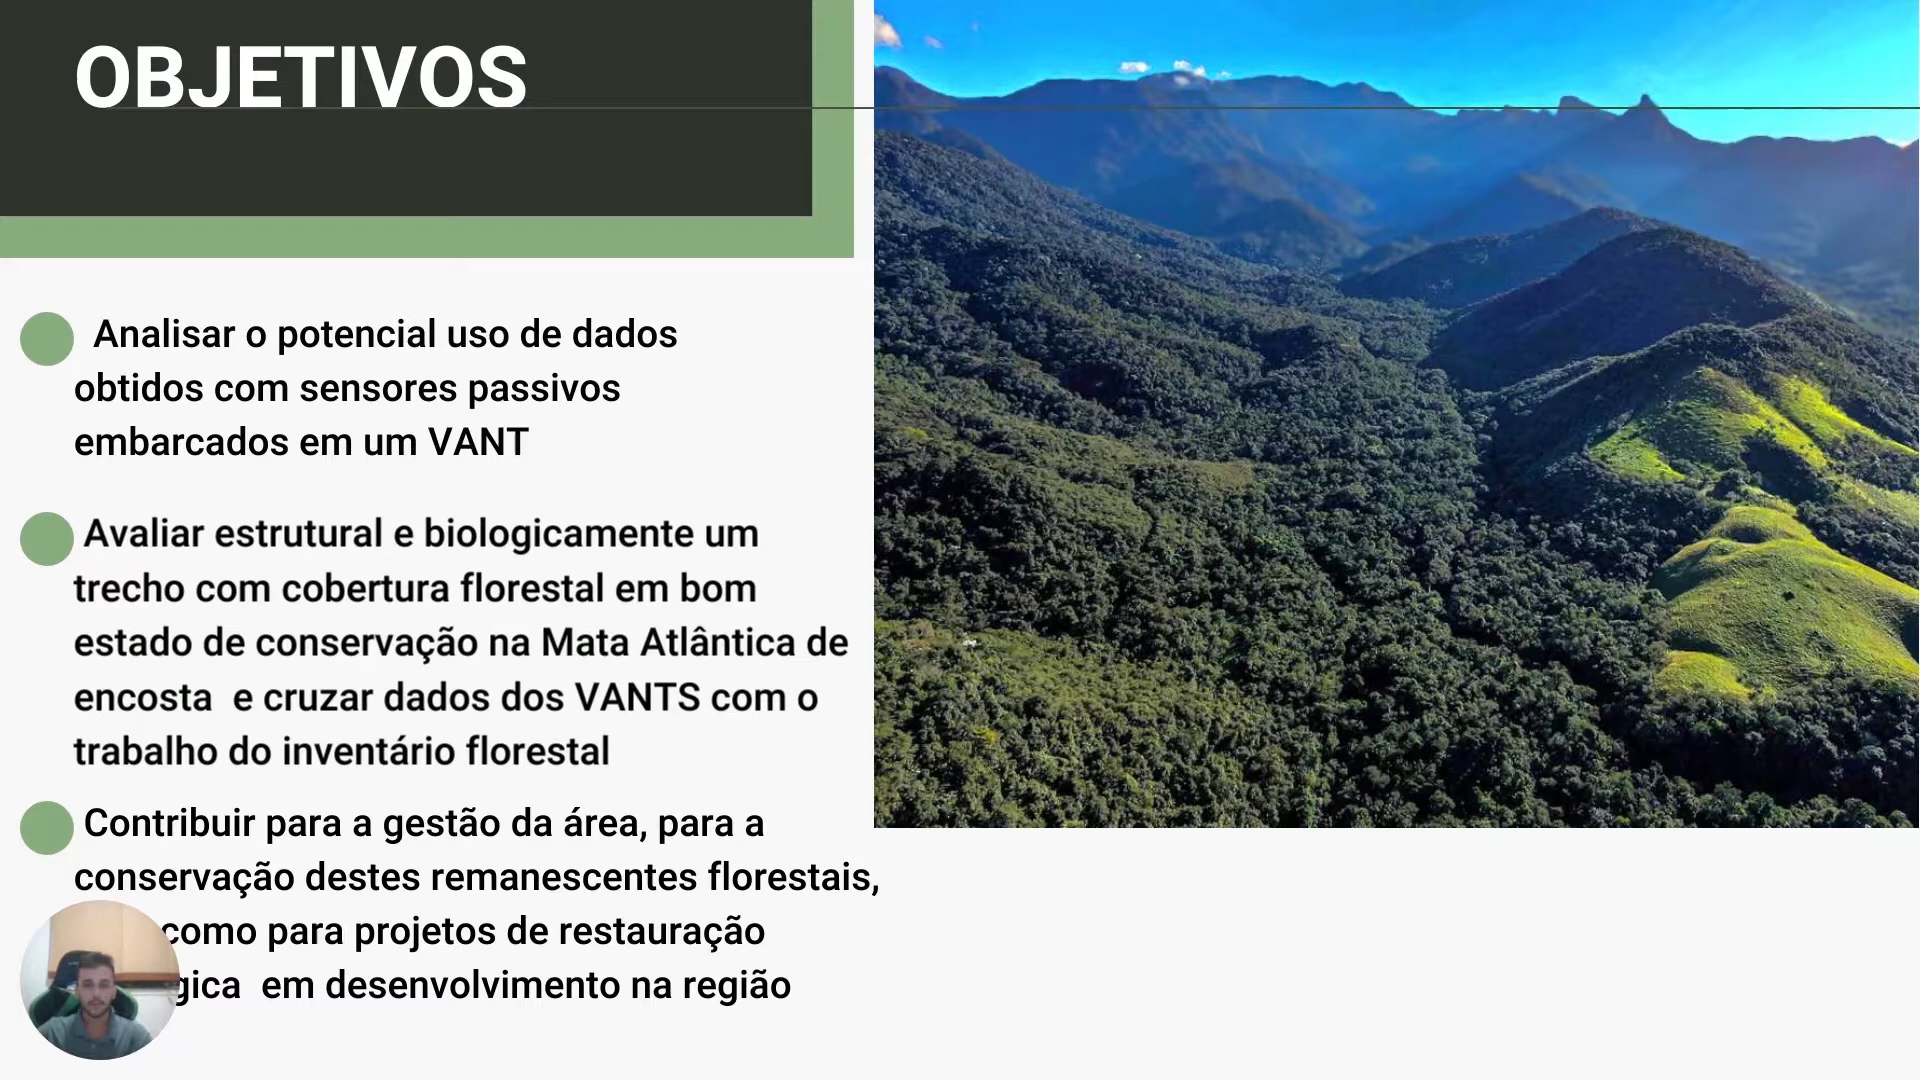 OBJETIVOS
Analisar o potencial uso de dados
obtidos com sensores passivos
embarcados em um VANT
Avaliar estrutural e biologicamente um
trecho com cobertura florestal em bom
estado de conservação na Mata Atlântica de
encosta e cruzar dados dos VANTS com o
trabalho do inventário florestal
Contribuir para a gestão da área, para a
conservação destes remanescentes florestais,
como para projetos de restauração
em desenvolvimento na região